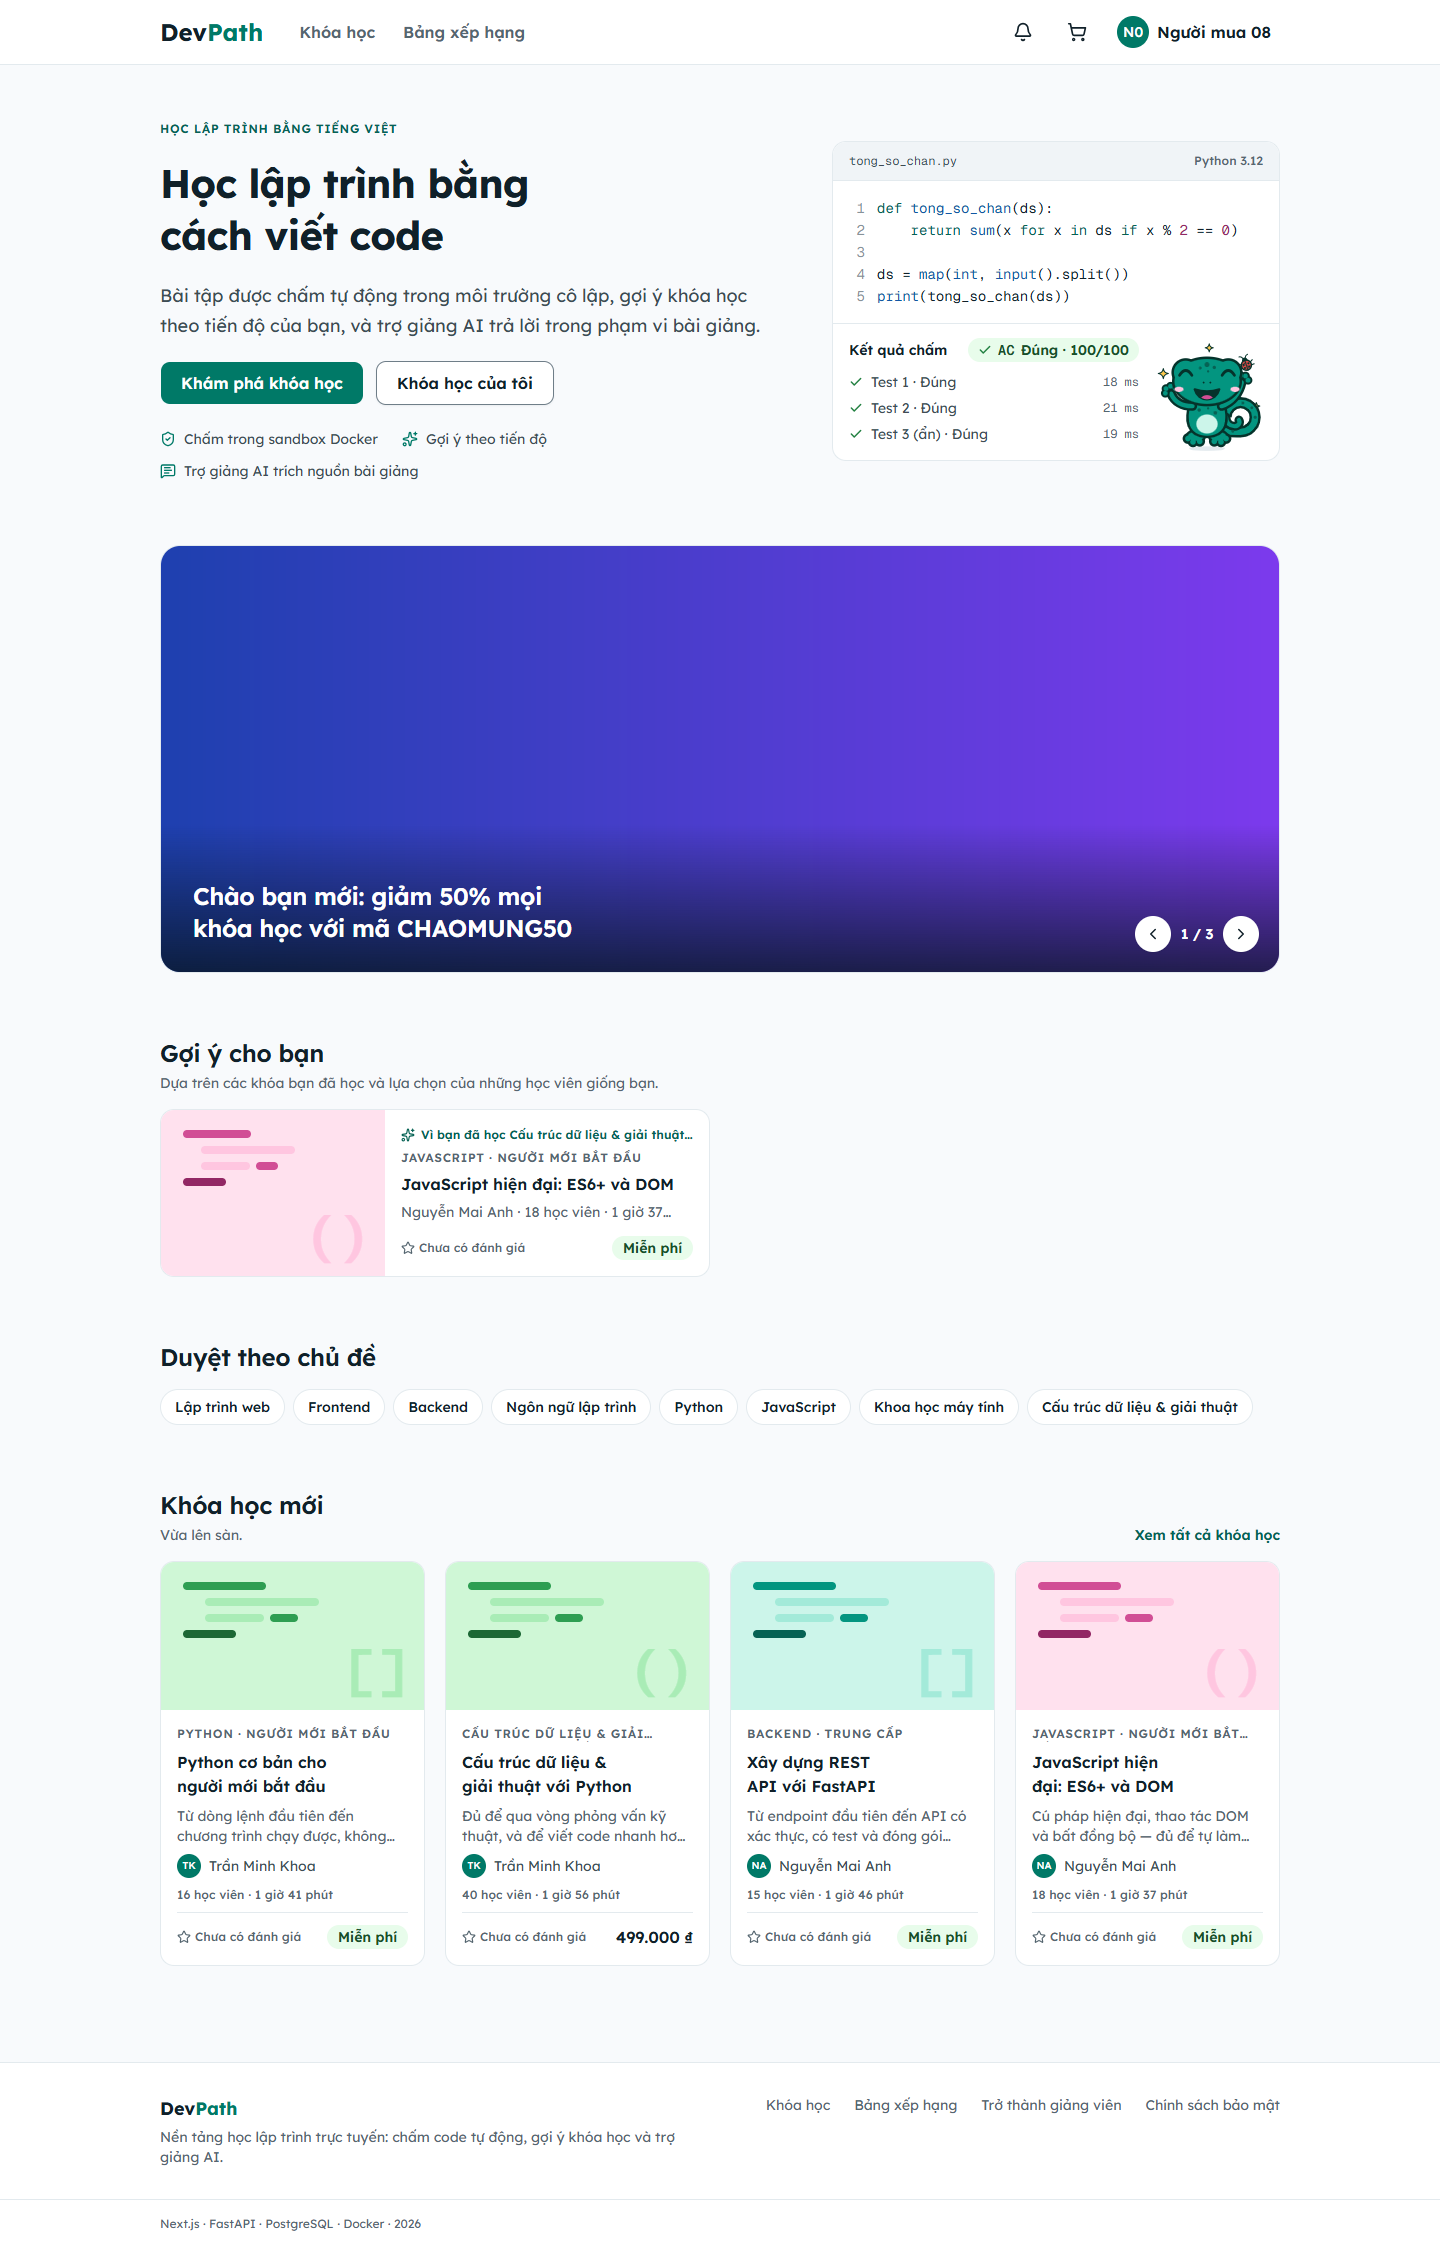 DevPath
Khóa học
Bảng xếp hạng
N0
Người mua 08
HỌC LẬP TRÌNH BẰNG TIẾNG VIỆT
Học lập trình bằng
cách viết code
Bài tập được chấm tự động trong môi trường cô lập, gợi ý khóa học
theo tiến độ của bạn, và trợ giảng AI trả lời trong phạm vi bài giảng.
Khám phá khóa học
Khóa học của tôi
Chấm trong sandbox Docker
Gợi ý theo tiến độ
Trợ giảng AI trích nguồn bài giảng
tong_so_chan.py
Python 3.12
1 def tong_so_chan(ds):
2     return sum(x for x in ds if x % 2 == 0)
3
4 ds = map(int, input().split())
5 print(tong_so_chan(ds))
Kết quả chấm
AC Đúng · 100/100
Test 1 · Đúng
18 ms
Test 2 · Đúng
21 ms
Test 3 (ẩn) · Đúng
19 ms
Chào bạn mới: giảm 50% mọi
khóa học với mã CHAOMUNG50
1 / 3
Gợi ý cho bạn
Dựa trên các khóa bạn đã học và lựa chọn của những học viên giống bạn.
Vì bạn đã học Cấu trúc dữ liệu & giải thuật…
JAVASCRIPT · NGƯỜI MỚI BẮT ĐẦU
JavaScript hiện đại: ES6+ và DOM
Nguyễn Mai Anh · 18 học viên · 1 giờ 37…
Chưa có đánh giá
Miễn phí
( )
Duyệt theo chủ đề
Lập trình web
Frontend
Backend
Ngôn ngữ lập trình
Python
JavaScript
Khoa học máy tính
Cấu trúc dữ liệu & giải thuật
Khóa học mới
Vừa lên sàn.
Xem tất cả khóa học
[ ]
PYTHON · NGƯỜI MỚI BẮT ĐẦU
Python cơ bản cho
người mới bắt đầu
Từ dòng lệnh đầu tiên đến
chương trình chạy được, không…
TK
Trần Minh Khoa
16 học viên · 1 giờ 41 phút
Chưa có đánh giá
Miễn phí
( )
CẤU TRÚC DỮ LIỆU & GIẢI…
Cấu trúc dữ liệu &
giải thuật với Python
Đủ để qua vòng phỏng vấn kỹ
thuật, và để viết code nhanh hơ…
TK
Trần Minh Khoa
40 học viên · 1 giờ 56 phút
Chưa có đánh giá
499.000 ₫
[ ]
BACKEND · TRUNG CẤP
Xây dựng REST
API với FastAPI
Từ endpoint đầu tiên đến API có
xác thực, có test và đóng gói…
NA
Nguyễn Mai Anh
15 học viên · 1 giờ 46 phút
Chưa có đánh giá
Miễn phí
( )
JAVASCRIPT · NGƯỜI MỚI BẮT…
JavaScript hiện
đại: ES6+ và DOM
Cú pháp hiện đại, thao tác DOM
và bất đồng bộ — đủ để tự làm…
NA
Nguyễn Mai Anh
18 học viên · 1 giờ 37 phút
Chưa có đánh giá
Miễn phí
DevPath
Nền tảng học lập trình trực tuyến: chấm code tự động, gợi ý khóa học và trợ
giảng AI.
Khóa học
Bảng xếp hạng
Trở thành giảng viên
Chính sách bảo mật
Next.js · FastAPI · PostgreSQL · Docker · 2026